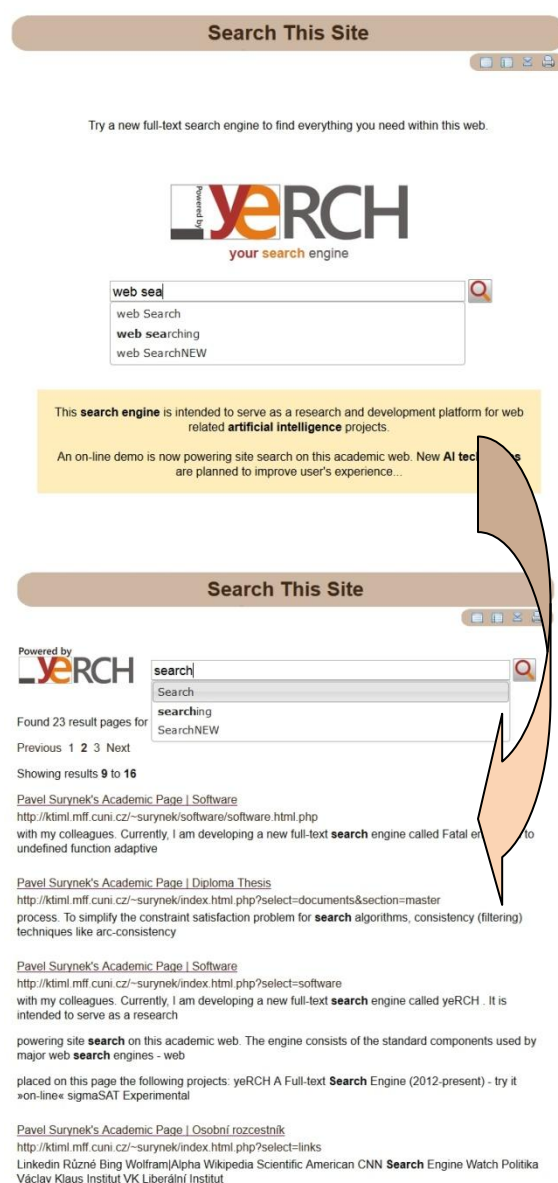 Search This Site
Try a new full-text search engine to find everything you need within this web.
Powered by
yeRCH
your search engine
web sea
web Search
web searching
web SearchNEW
This search engine is intended to serve as a research and development platform for web
related artificial intelligence projects.
An on-line demo is now powering site search on this academic web. New AI
are planned to improve user's experience...
Search This Site
Powered by
yeRCH
search
Search
searching
SearchNEW
Found 23 result pages for
Previous 1 2 3 Next
Showing results 9 to 16
Pavel Surynek's Academic Page | Software
http://ktiml.mff.cuni.cz/~surynek/software/software.html.php
with my colleagues. Currently, I am developing a new full-text search engine called Fatal to
undefined function adaptive
Pavel Surynek's Academic Page | Diploma Thesis
http://ktiml.mff.cuni.cz/~surynek/index.html.php?select=documents&section=master
process. To simplify the constraint satisfaction problem for search algorithms, consistency (filtering)
techniques like arc-consistency
Pavel Surynek's Academic Page | Software
http://ktiml.mff.cuni.cz/~surynek/index.html.php?select=software
with my colleagues. Currently, I am developing a new full-text search engine called yeRCH . It is
intended to serve as a research
powering site search on this academic web. The engine consists of the standard components used by
major web search engines - web
placed on this page the following projects: yeRCH A Full-text Search Engine (2012-present) - try it
»on-line« sigmaSAT Experimental
Pavel Surynek's Academic Page | Osobní rozcestník
http://ktiml.mff.cuni.cz/~surynek/index.html.php?select=links
Linkedin Různé Bing Wolfram|Alpha Wikipedia Scientific American CNN Search Engine Watch Politika
Václav Klaus Institut VK Liberální Institut